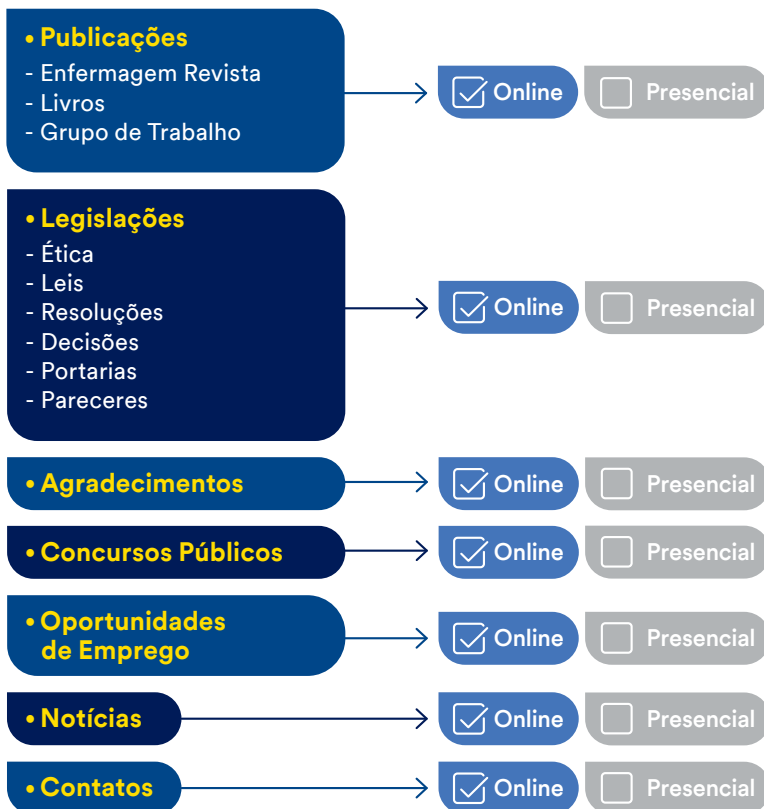 • Publicações
- Enfermagem Revista
- Livros
- Grupo de Trabalho
Online Presencial
• Legislações
- Ética
- Leis
- Resoluções
- Decisões
- Portarias
- Pareceres
Online Presencial
• Agradecimentos
Online Presencial
• Concursos Públicos
Online Presencial
• Oportunidades
de Emprego
Online Presencial
• Notícias
Online Presencial
• Contatos
Online Presencial